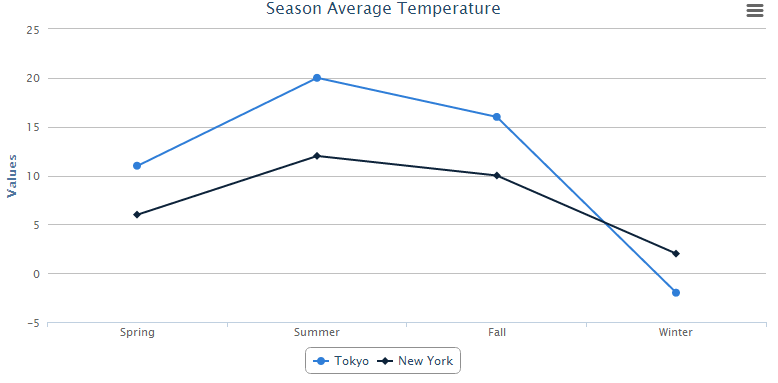 Season Average Temperature
25
20
15
10
5
0
−5
Values
Spring Summer Fall Winter
Tokyo New York